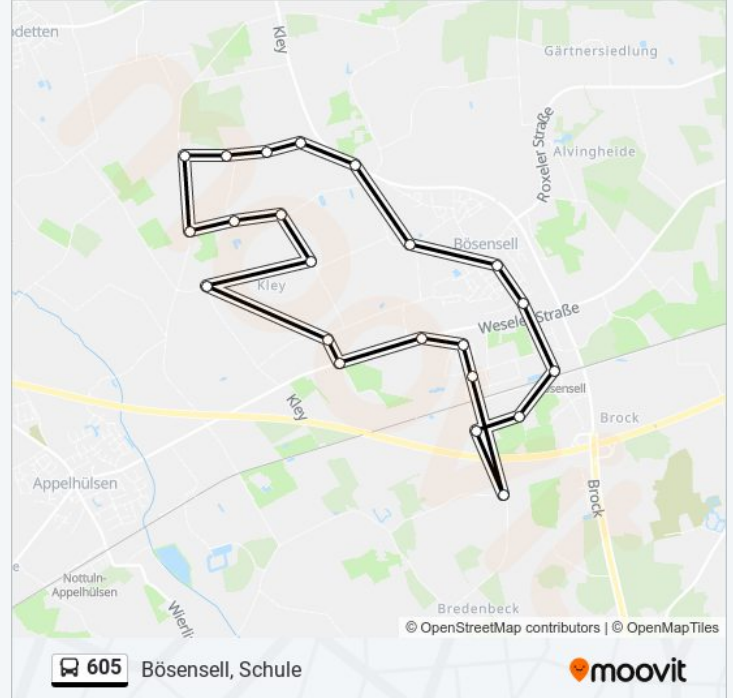 detten
Kley
Gärtnersiedlung
Roxeler Straße
Alvingheide
Bösensell
Kley
Weseler Straße
Kley
sensell
Brock
Appelhülsen
Brock
e
Nottuln-
Appelhülsen
Bredenbeck
Wierli
© OpenStreetMap contributors | © OpenMapTiles
605 Bösensell, Schule
moovit